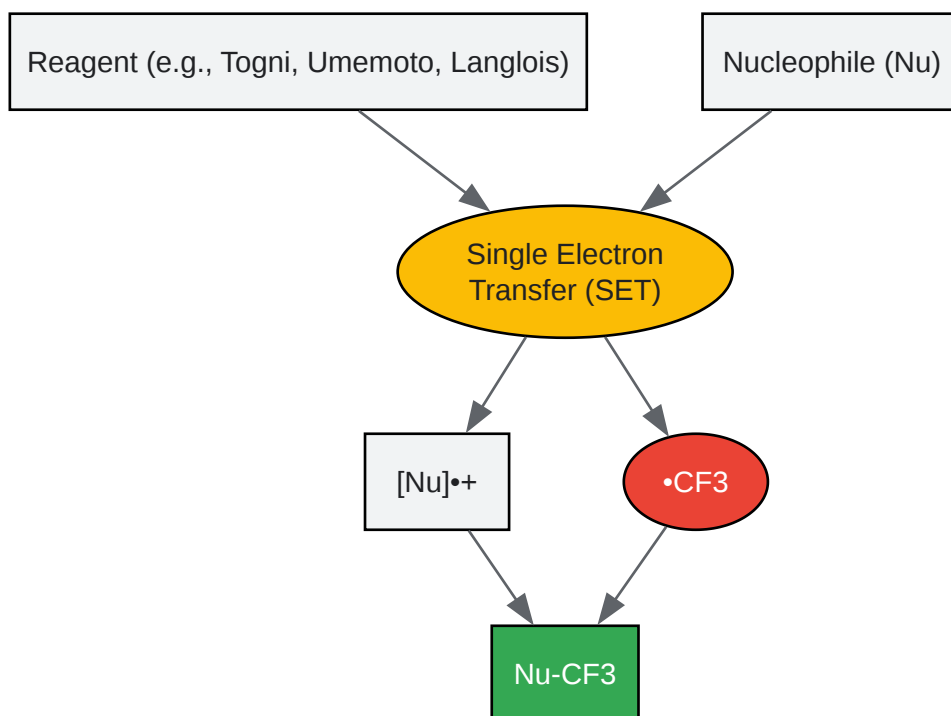 Reagent (e.g., Togni, Umemoto, Langlois)
Nucleophile (Nu)
Single Electron
Transfer (SET)
[Nu]•+
•CF3
Nu-CF3